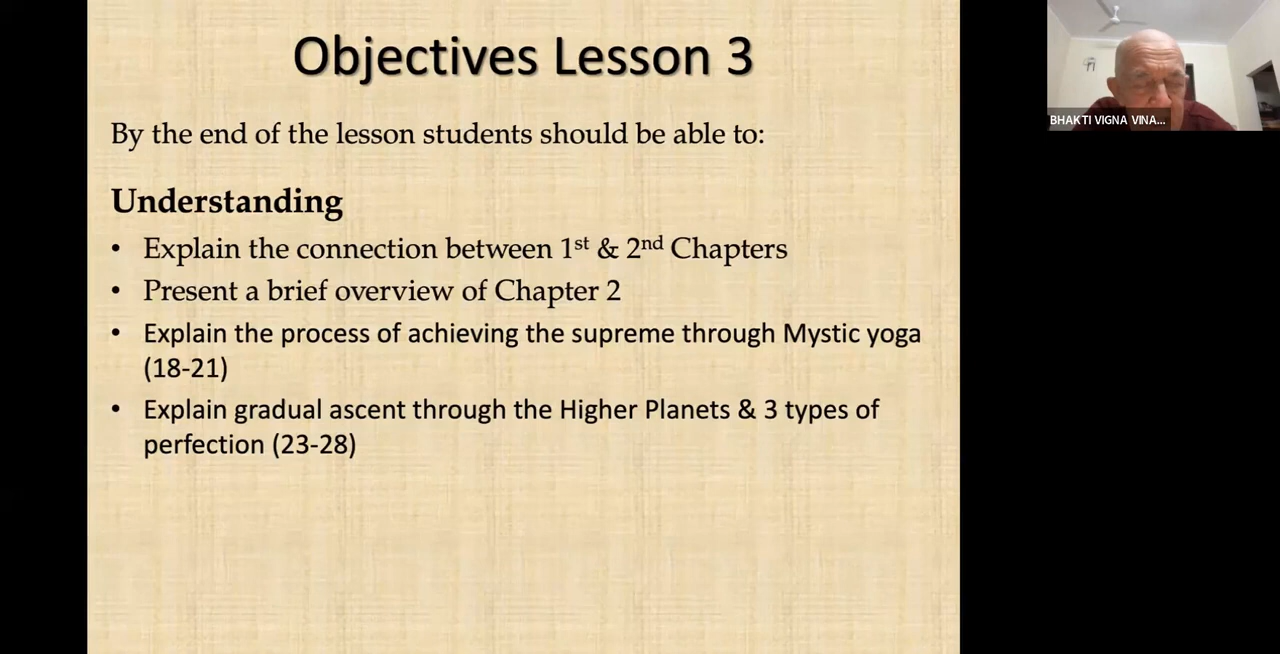 Objectives Lesson 3
By the end of the lesson students should be able to:
Understanding
• Explain the connection between 1st & 2nd Chapters
• Present a brief overview of Chapter 2
• Explain the process of achieving the supreme through Mystic yoga
(18-21)
• Explain gradual ascent through the Higher Planets & 3 types of
perfection (23-28)
BHAKTI VIGNA VINA...